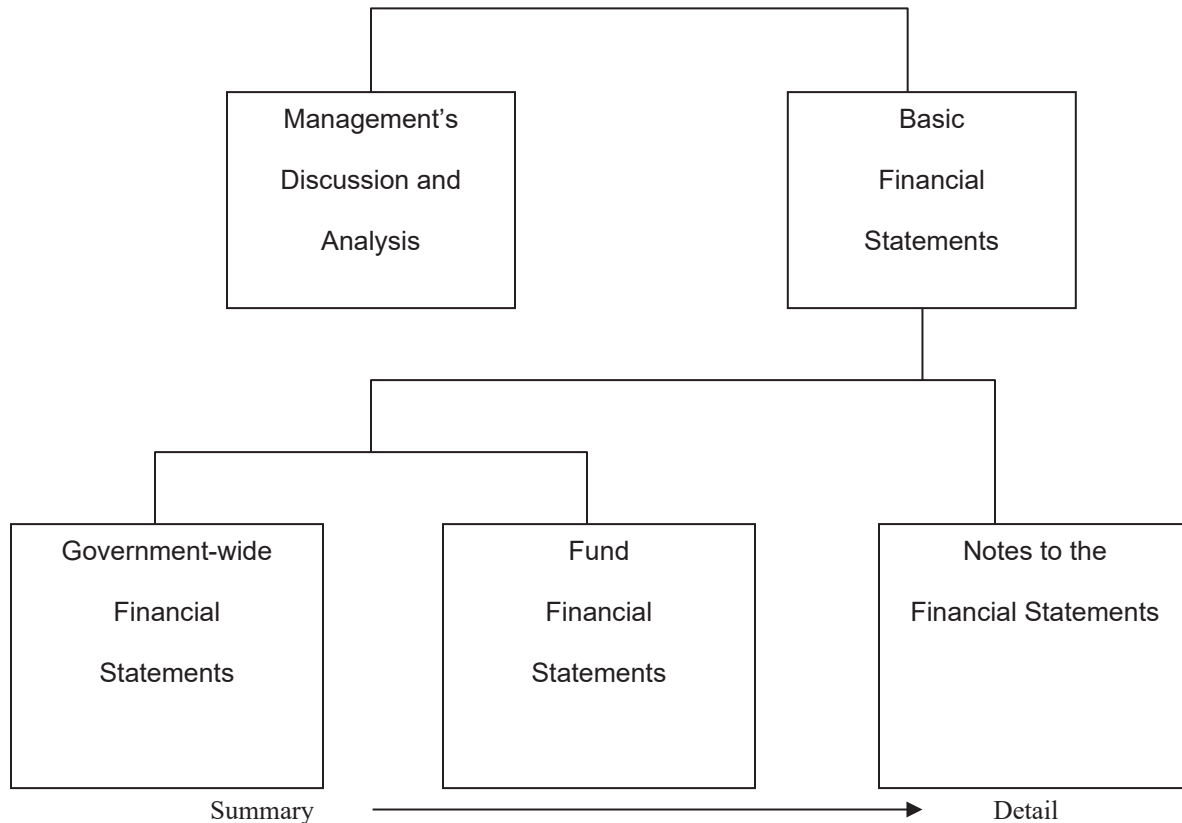 Management’s
Discussion and
Analysis
Basic
Financial
Statements
Government-wide
Financial
Statements
Fund
Financial
Statements
Notes to the
Financial Statements
Summary
Detail